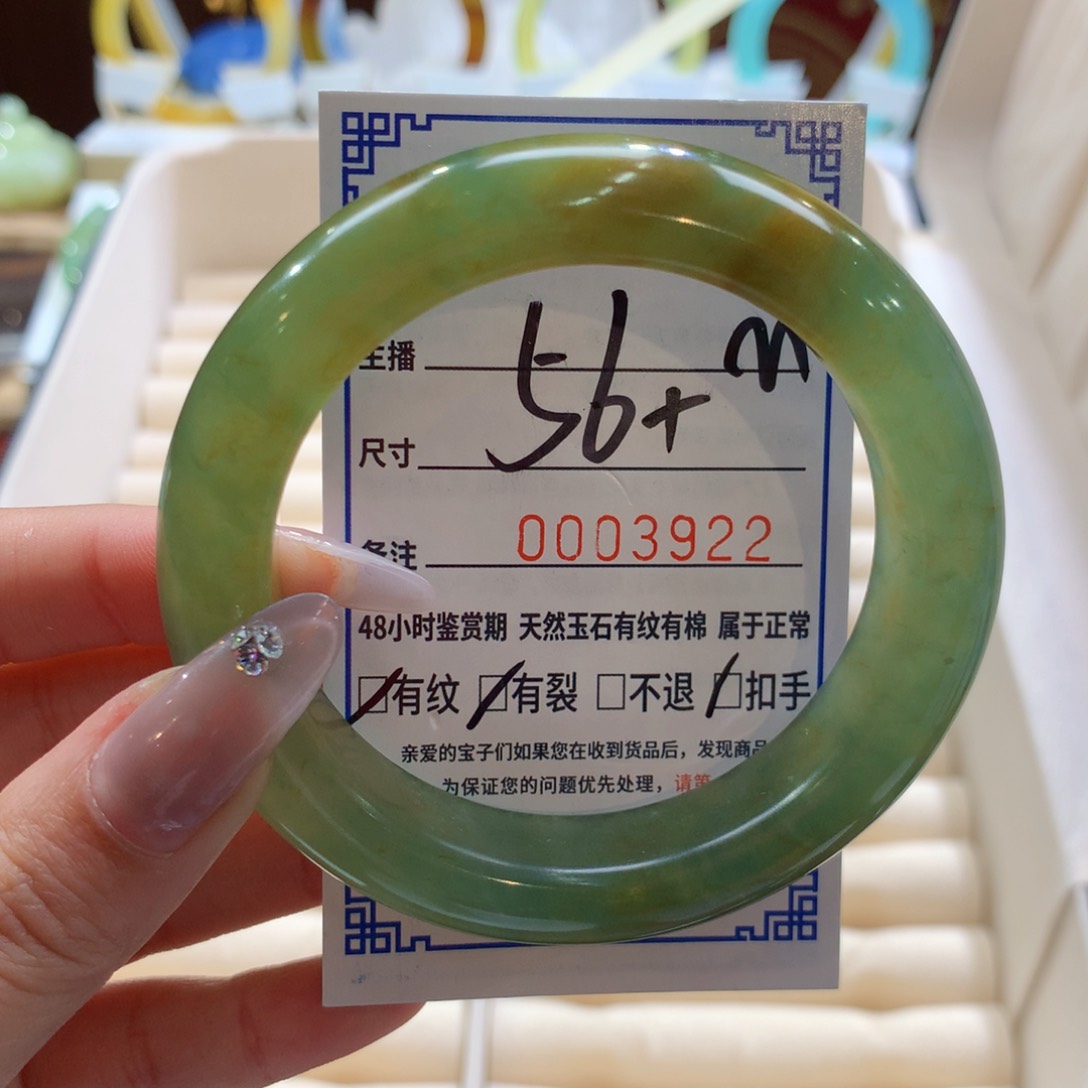 主播 m
尺寸 56+
备注 0003922
48小时鉴赏期 天然玉石有纹有棉 属于正常
☐有纹 ☐有裂 ☐不退 ☐扣手
亲爱的宝子们如果您在收到货品后，发现商品
为保证您的问题优先处理，请第